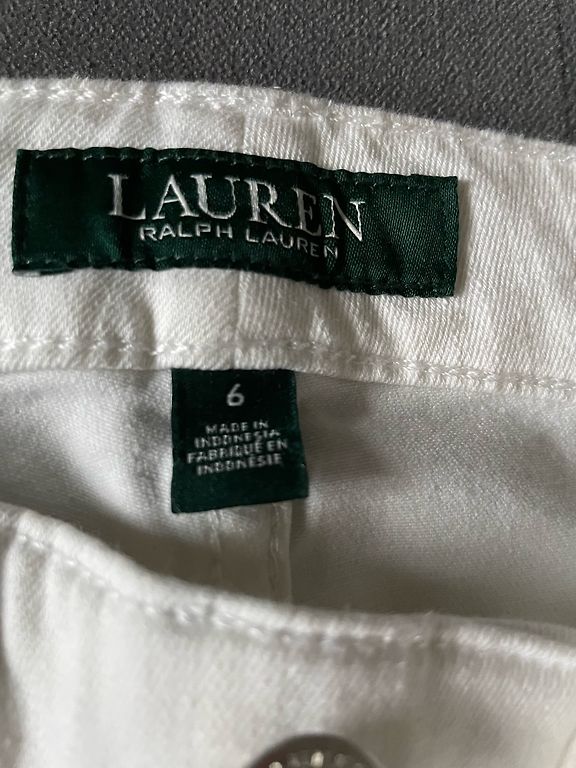 LAUREN
RALPH LAUREN
6
MADE IN
INDONESIA
FABRIQUÉ EN
INDONÉSIE